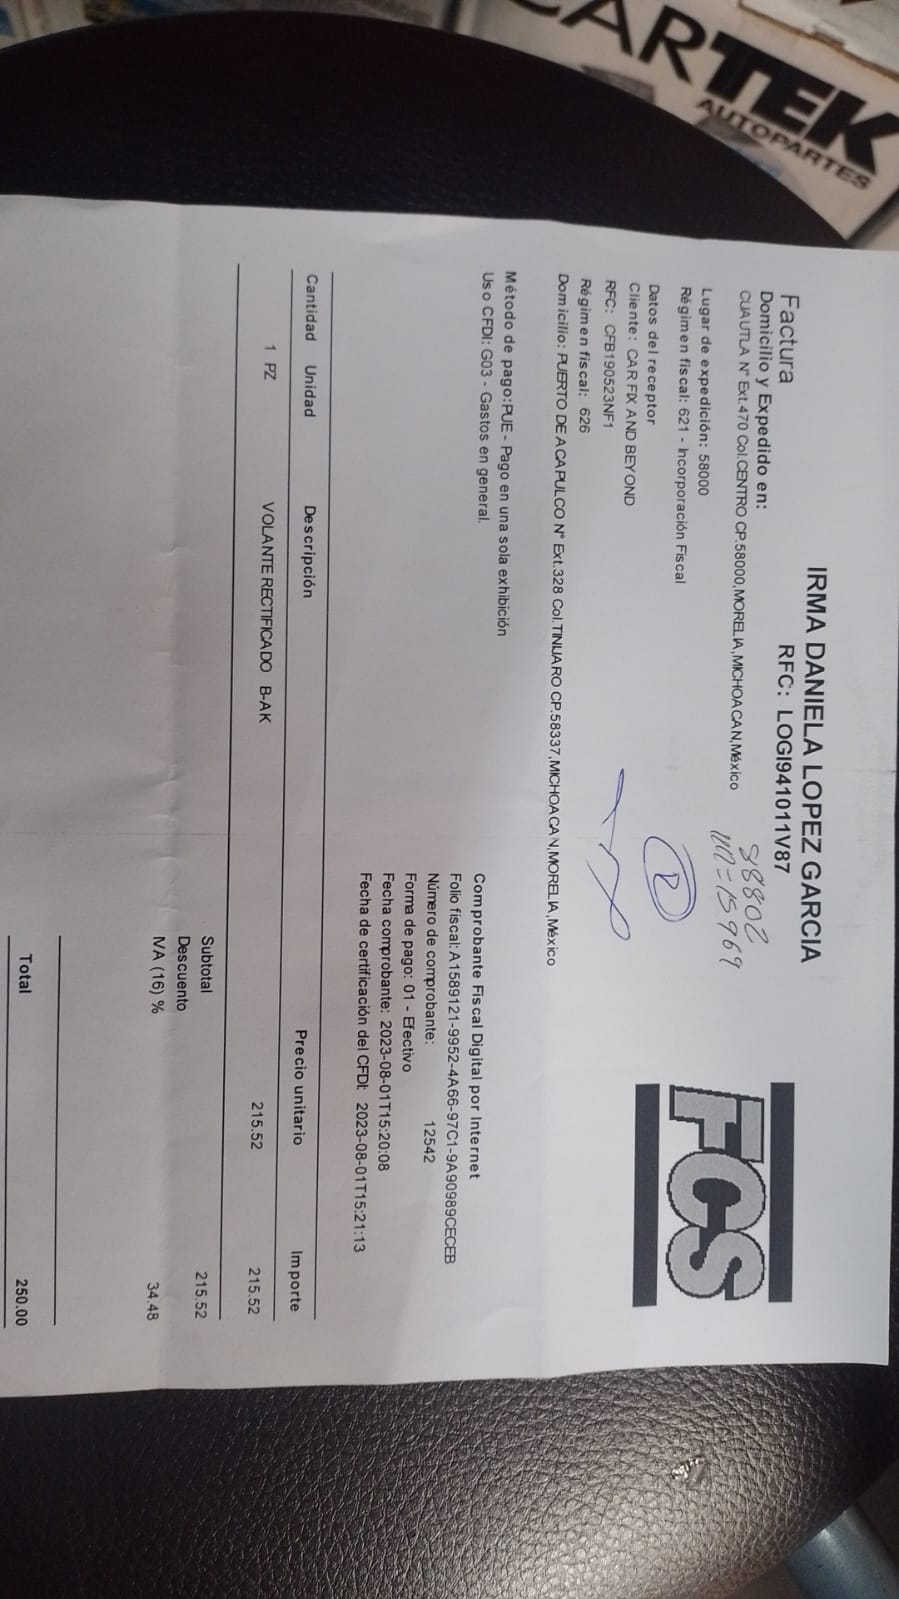 CARTEK
AUTOPARTES
IRMA DANIELA LOPEZ GARCIA
RFC: LOGI941011V87
Factura
Domicilio y Expedido en:
CUAUTLA N° Ext.470 Col.CENTRO CP.58000,MORELIA,MICHOACAN,México
Lugar de expedición: 58000
Régimen fiscal: 621 - Incorporación Fiscal
38802
15969
2
FCS
Datos del receptor
Cliente: CAR FIX AND BEYOND
RFC: CFB190523NF1
Régimen fiscal: 626
Domicilio: PUERTO DE ACAPULCO N° Ext.328 Col.TINIJARO CP.58337,MICHOACAN,MORELIA,México
Método de pago:PUE - Pago en una sola exhibición
Uso CFDI: G03 - Gastos en general.
Comprobante Fiscal Digital por Internet
Folio fiscal:A1589121-9952-4A66-97C1-9A90989CECEB
Número de comprobante: 12542
Forma de pago: 01 - Efectivo
Fecha comprobante: 2023-08-01T15:20:08
Fecha de certificación del CFDI: 2023-08-01T15:21:13
Cantidad Unidad Descripción Precio unitario Importe
1 PZ VOLANTE RECTIFICADO B-AK 215.52 215.52
Subtotal 215.52
Descuento
IVA (16) % 34.48
Total 250.00